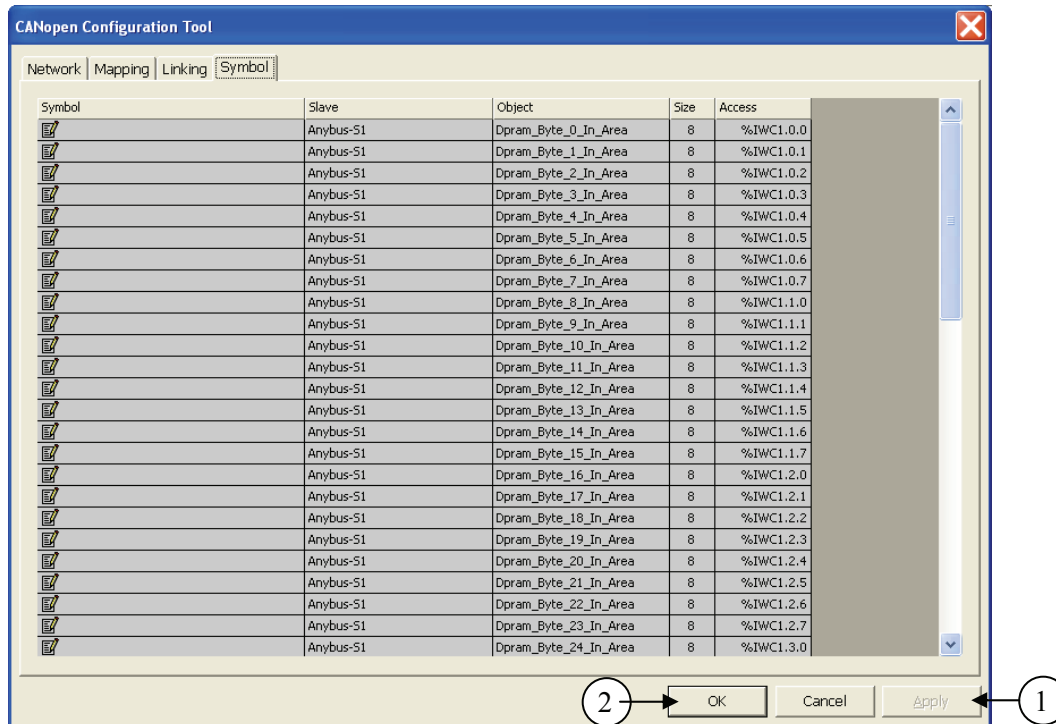 CANopen Configuration Tool
Network Mapping Linking Symbol
Symbol Slave Object Size Access
Anybus-S1 Dpram_Byte_0_In_Area 8 %IWC1.0.0
Anybus-S1 Dpram_Byte_1_In_Area 8 %IWC1.0.1
Anybus-S1 Dpram_Byte_2_In_Area 8 %IWC1.0.2
Anybus-S1 Dpram_Byte_3_In_Area 8 %IWC1.0.3
Anybus-S1 Dpram_Byte_4_In_Area 8 %IWC1.0.4
Anybus-S1 Dpram_Byte_5_In_Area 8 %IWC1.0.5
Anybus-S1 Dpram_Byte_6_In_Area 8 %IWC1.0.6
Anybus-S1 Dpram_Byte_7_In_Area 8 %IWC1.0.7
Anybus-S1 Dpram_Byte_8_In_Area 8 %IWC1.1.0
Anybus-S1 Dpram_Byte_9_In_Area 8 %IWC1.1.1
Anybus-S1 Dpram_Byte_10_In_Area 8 %IWC1.1.2
Anybus-S1 Dpram_Byte_11_In_Area 8 %IWC1.1.3
Anybus-S1 Dpram_Byte_12_In_Area 8 %IWC1.1.4
Anybus-S1 Dpram_Byte_13_In_Area 8 %IWC1.1.5
Anybus-S1 Dpram_Byte_14_In_Area 8 %IWC1.1.6
Anybus-S1 Dpram_Byte_15_In_Area 8 %IWC1.1.7
Anybus-S1 Dpram_Byte_16_In_Area 8 %IWC1.2.0
Anybus-S1 Dpram_Byte_17_In_Area 8 %IWC1.2.1
Anybus-S1 Dpram_Byte_18_In_Area 8 %IWC1.2.2
Anybus-S1 Dpram_Byte_19_In_Area 8 %IWC1.2.3
Anybus-S1 Dpram_Byte_20_In_Area 8 %IWC1.2.4
Anybus-S1 Dpram_Byte_21_In_Area 8 %IWC1.2.5
Anybus-S1 Dpram_Byte_22_In_Area 8 %IWC1.2.6
Anybus-S1 Dpram_Byte_23_In_Area 8 %IWC1.2.7
Anybus-S1 Dpram_Byte_24_In_Area 8 %IWC1.3.0
2 OK Cancel Apply 1